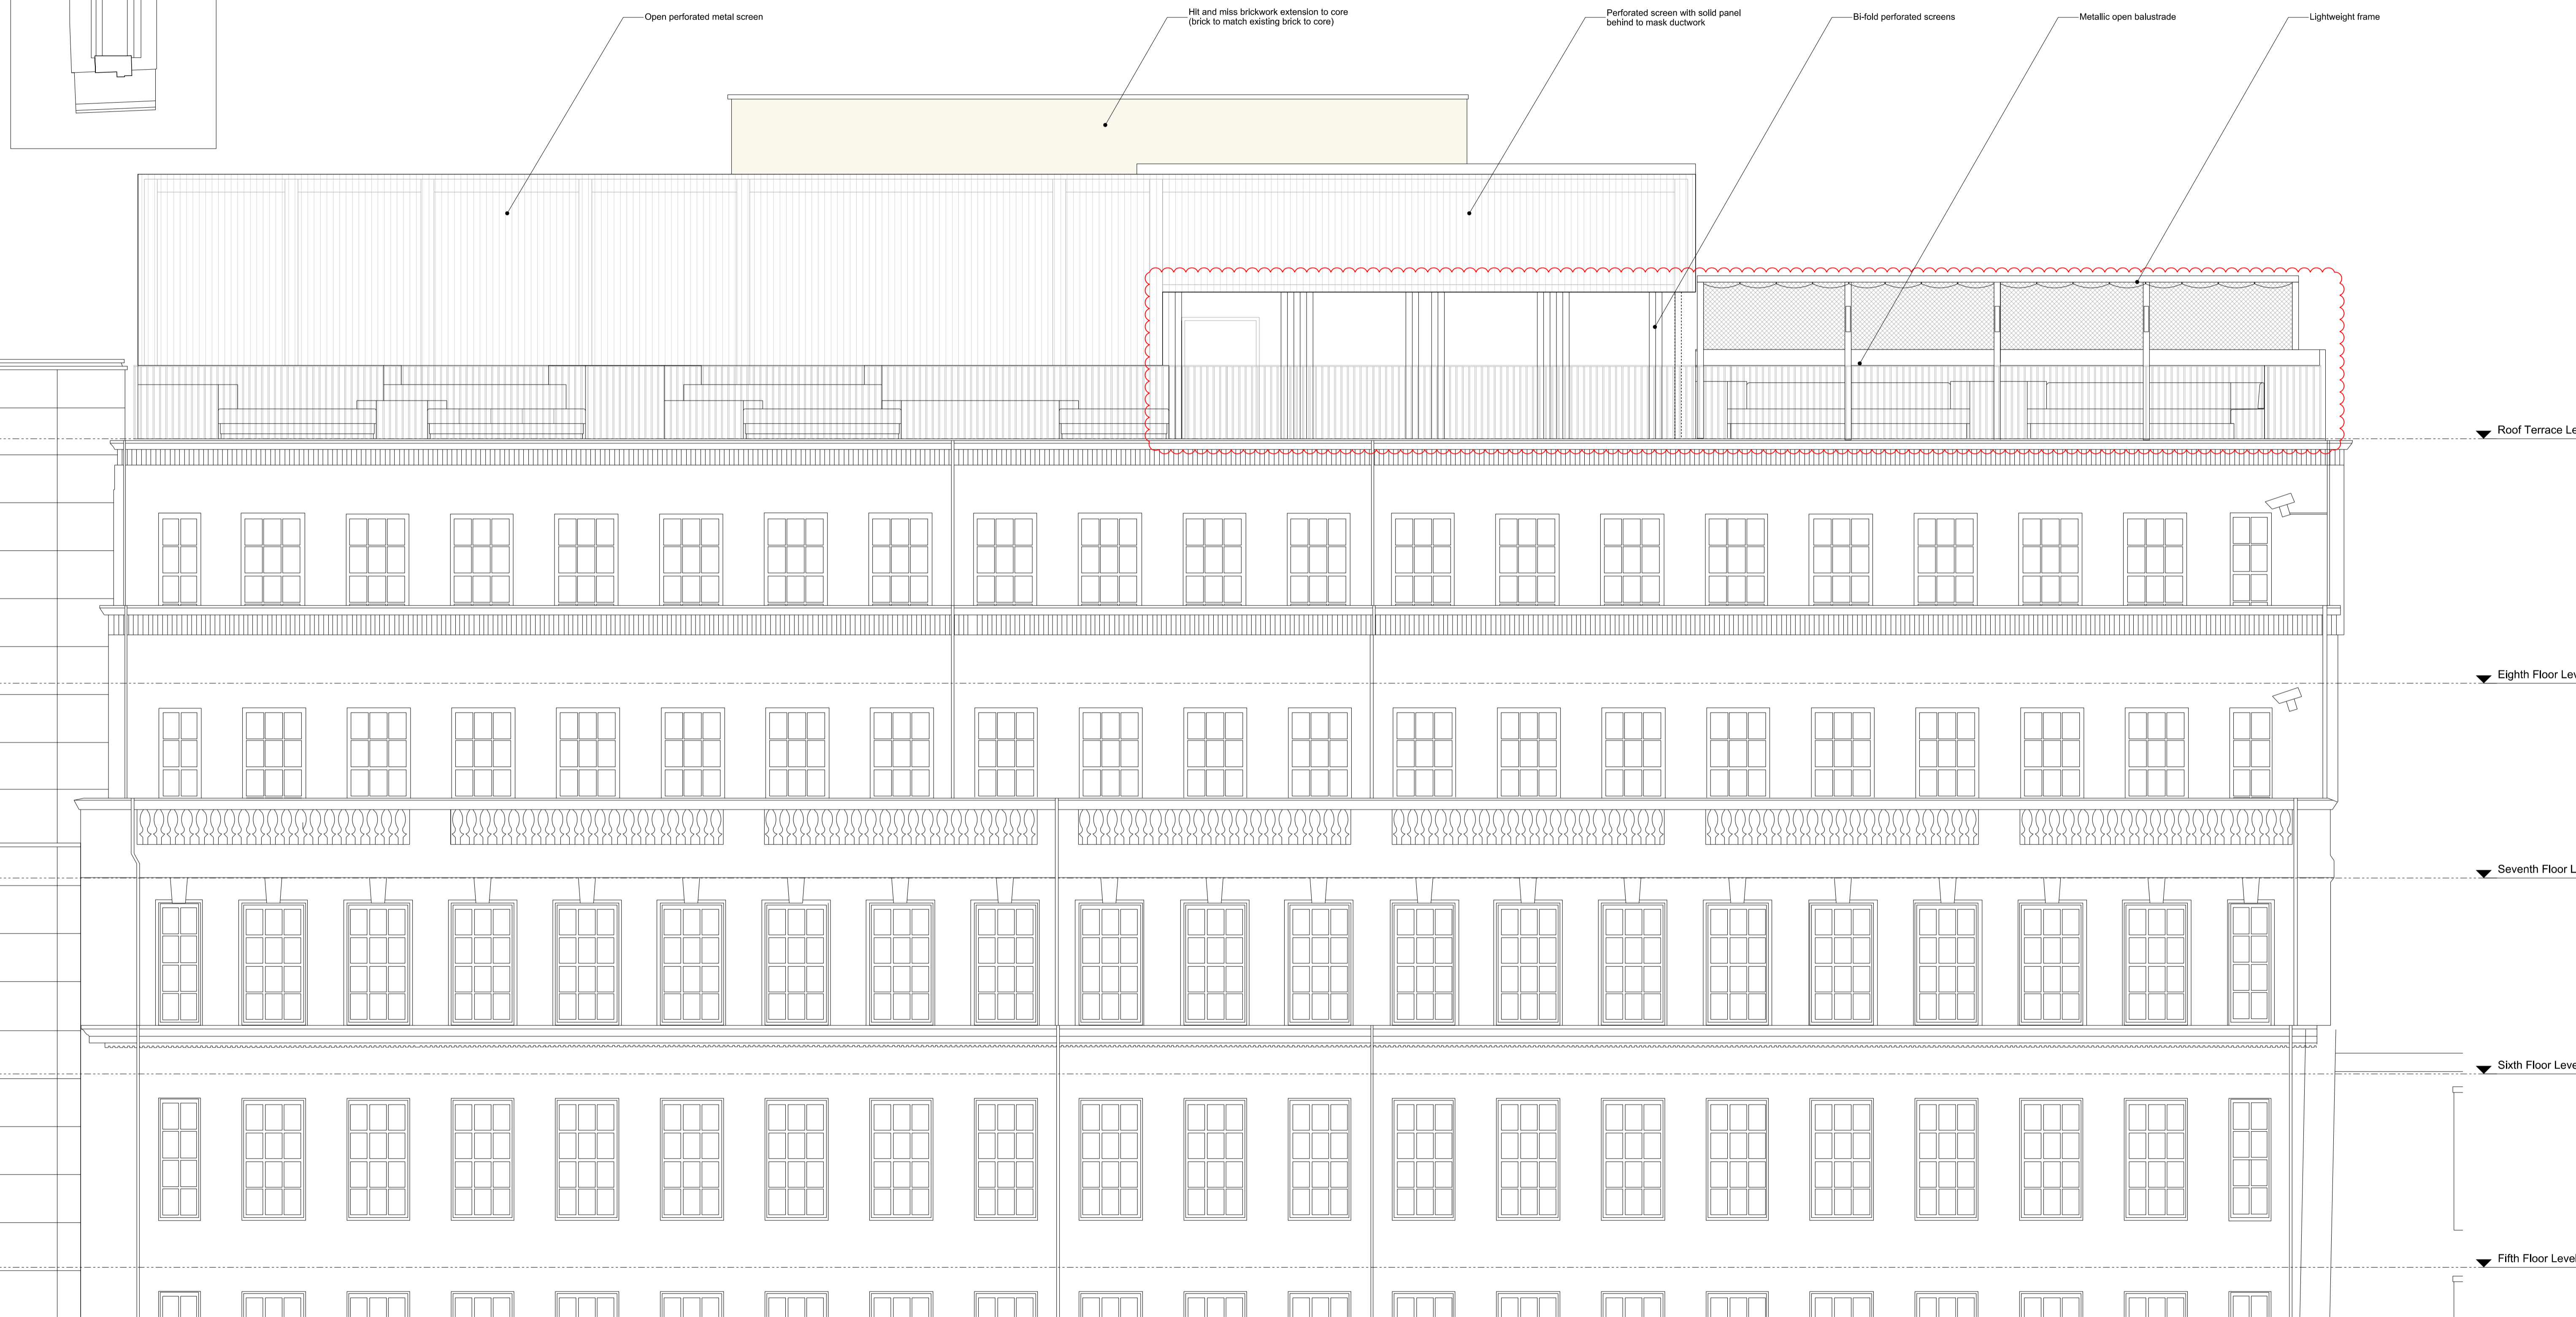 Open perforated metal screen
Hit and miss brickwork extension to core
(brick to match existing brick to core)
Perforated screen with solid panel
behind to mask ductwork
Bi-fold perforated screens
Metallic open balustrade
Lightweight frame
Roof Terrace Le
Eighth Floor Lev
Seventh Floor L
Sixth Floor Leve
Fifth Floor Level